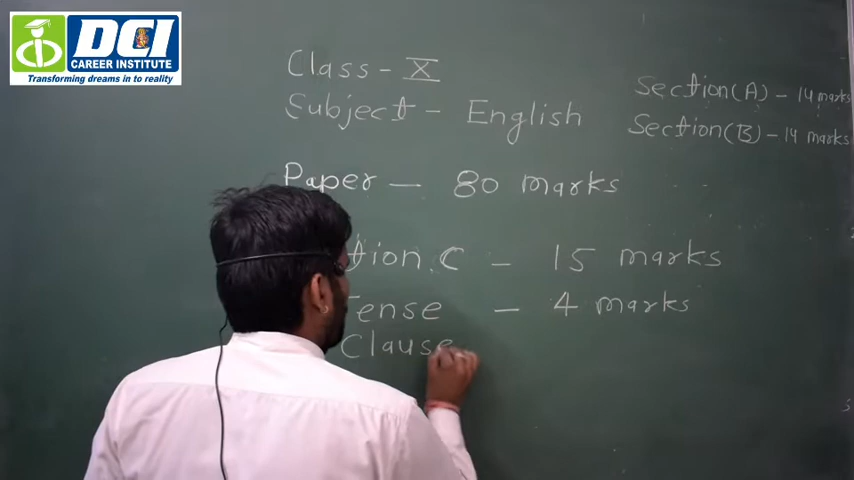 DCI
CAREER INSTITUTE
Transforming dreams in to reality
Class - X
Subject - English
Section(A) - 14 marks
Section(B) - 14 marks
Paper - 80 marks
tion C - 15 marks
Tense - 4 marks
Clause